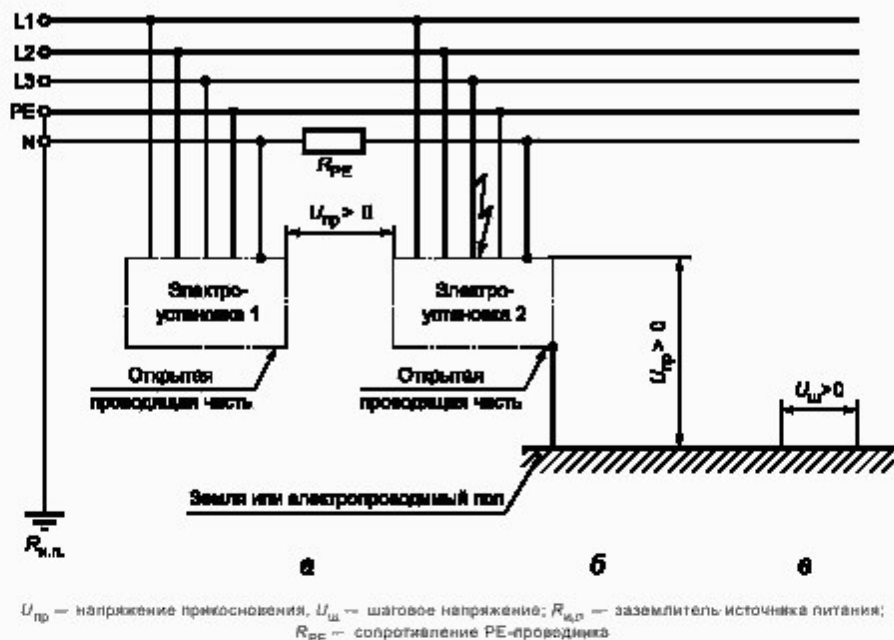 L1
L2
L3
PE
N
R_PE
U_пр > 0
Электро-
установка 1
Электро-
установка 2
Открытая
проводящая часть
Открытая
проводящая часть
U_пр > 0
U_ш>0
Земля или электропроводимый пол
R_и.п.
а
б
в
U_пр — напряжение прикосновения, U_ш — шаговое напряжение; R_и.п — заземлитель источника питания;
R_PE — сопротивление PE-проводника